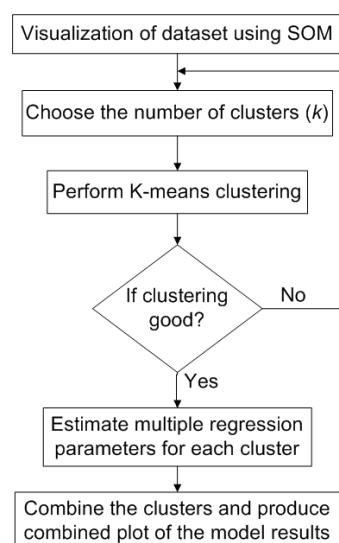 Visualization of dataset using SOM
Choose the number of clusters (k)
Perform K-means clustering
If clustering
good?
No
Yes
Estimate multiple regression
parameters for each cluster
Combine the clusters and produce
combined plot of the model results